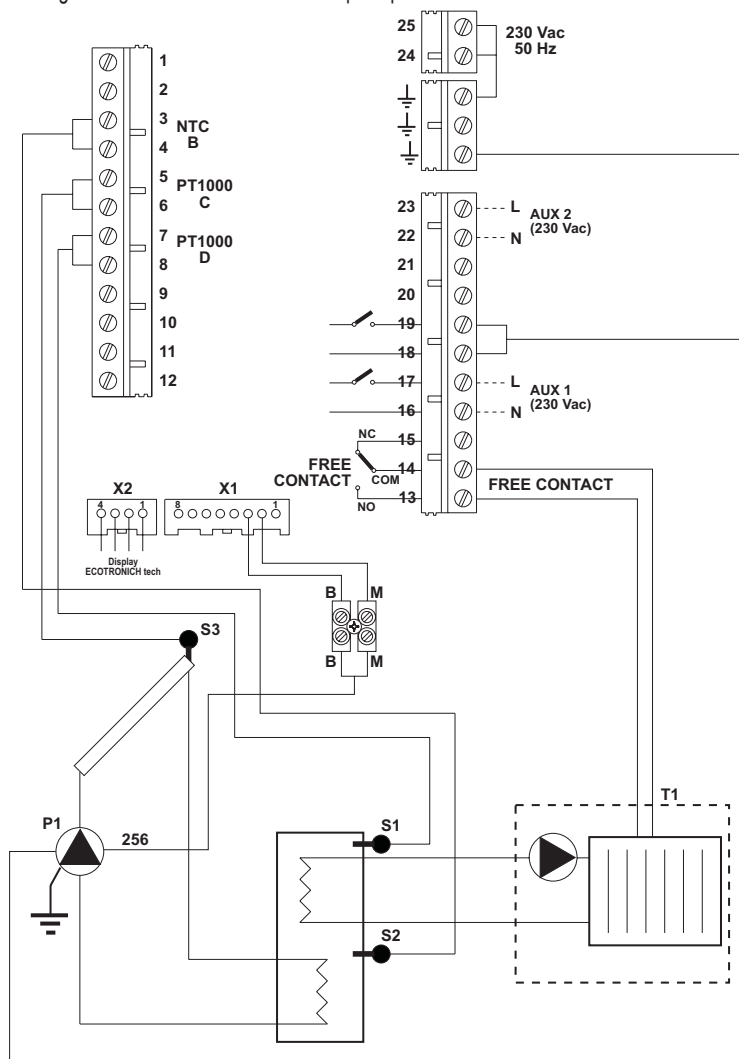 25
24
230 Vac
50 Hz
1
2
3
4
NTC
B
5
6
PT1000
C
7
8
PT1000
D
9
10
11
12
23
22
L
N
AUX 2
(230 Vac)
21
20
19
18
17
16
L
N
AUX 1
(230 Vac)
15
14
13
NC
COM
NO
FREE
CONTACT
FREE CONTACT
X2
4 1
Display
ECOTRONICH tech
X1
8 1
B M
B M
S3
P1
256
S1
S2
T1